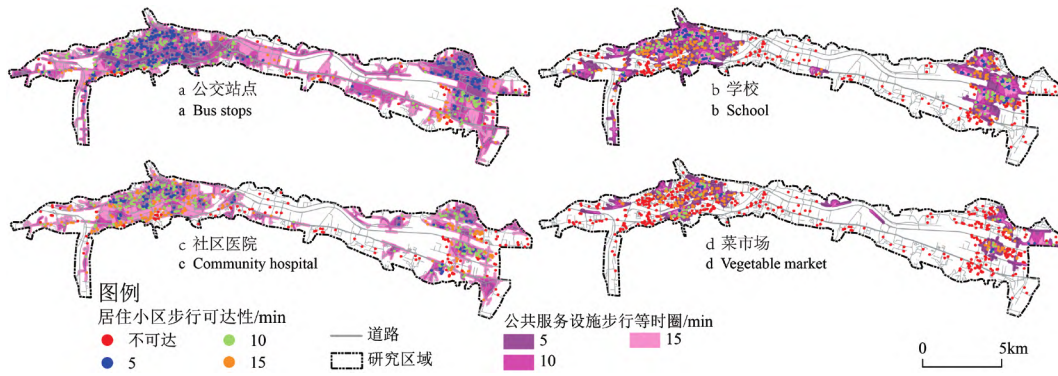 a 公交站点
a Bus stops
b 学校
b School
c 社区医院
c Community hospital
d 菜市场
d Vegetable market
图例
居住小区步行可达性/min
不可达
10
5
15
道路
研究区域
公共服务设施步行等时圈/min
5
15
10
0 5km